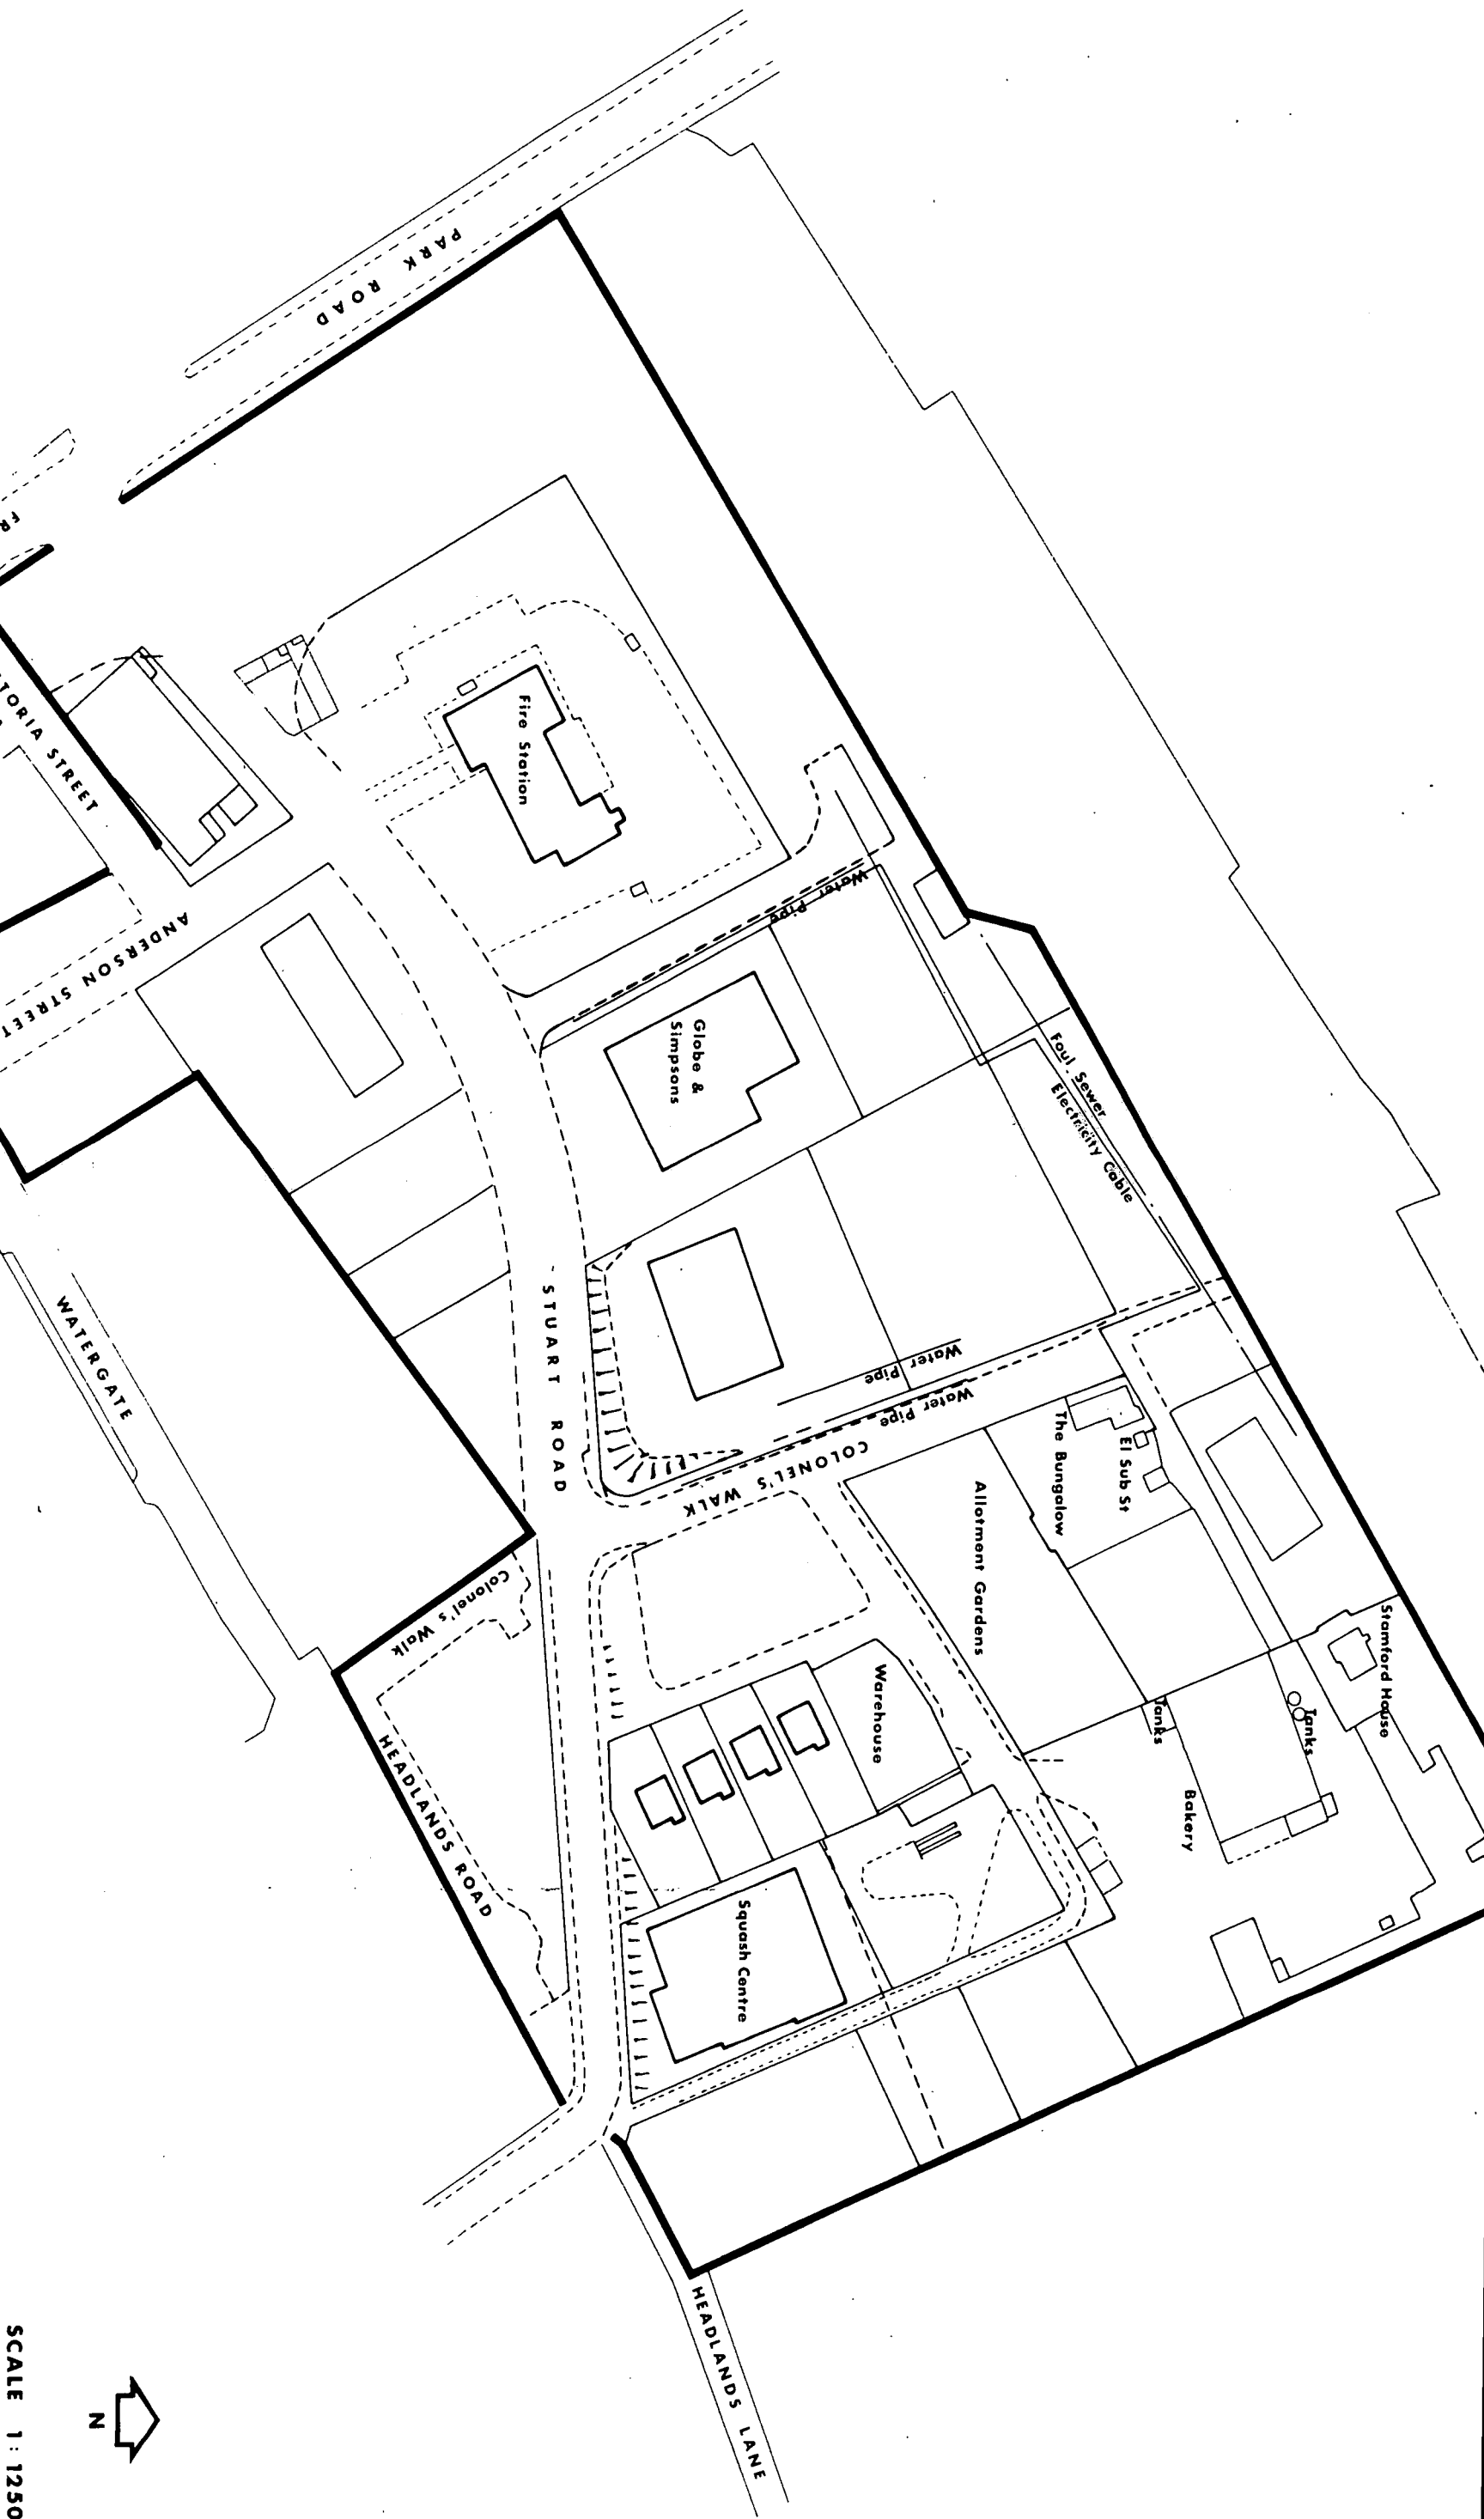 PARK ROAD
FR
TORIA STREET
Fire Station
ANDERSON STREET
Water Pipe
Globe &
Simpsons
Foul Sewer
Electricity Cable
WATERGATE
STUART ROAD
Water Pipe
Water Pipe
COLONEL'S WALK
The Bungalow
El Sub St
Allotment Gardens
Colonel's Walk
Stamford House
Tanks
Tanks
Warehouse
Bakery
HEADLANDS ROAD
Squash Centre
HEADLANDS LANE
N
SCALE 1:1250